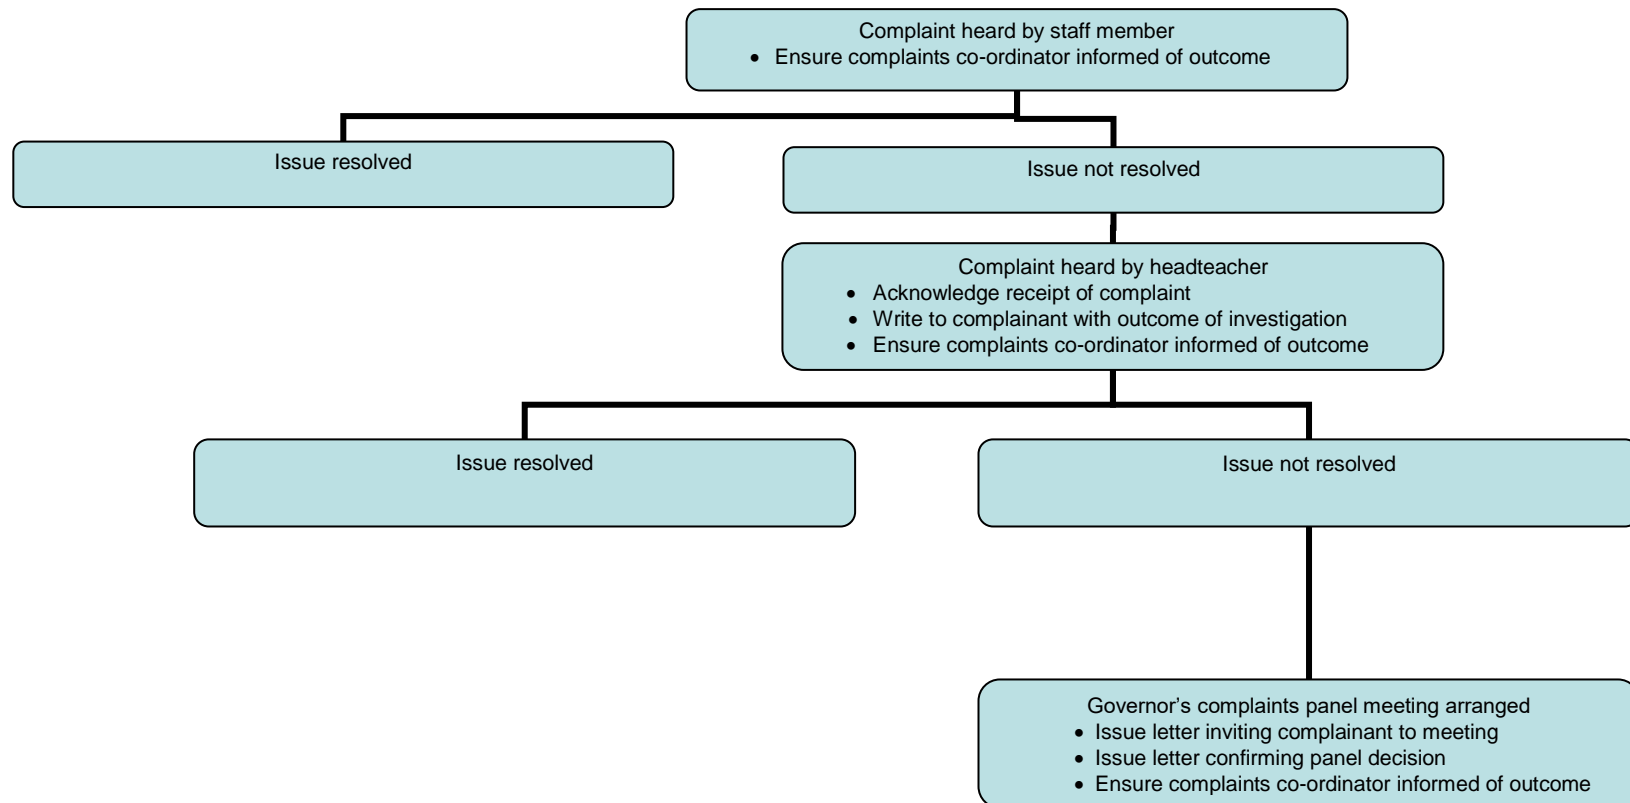 Complaint heard by staff member
• Ensure complaints co-ordinator informed of outcome
Issue resolved
Issue not resolved
Complaint heard by headteacher
• Acknowledge receipt of complaint
• Write to complainant with outcome of investigation
• Ensure complaints co-ordinator informed of outcome
Issue resolved
Issue not resolved
Governor’s complaints panel meeting arranged
• Issue letter inviting complainant to meeting
• Issue letter confirming panel decision
• Ensure complaints co-ordinator informed of outcome